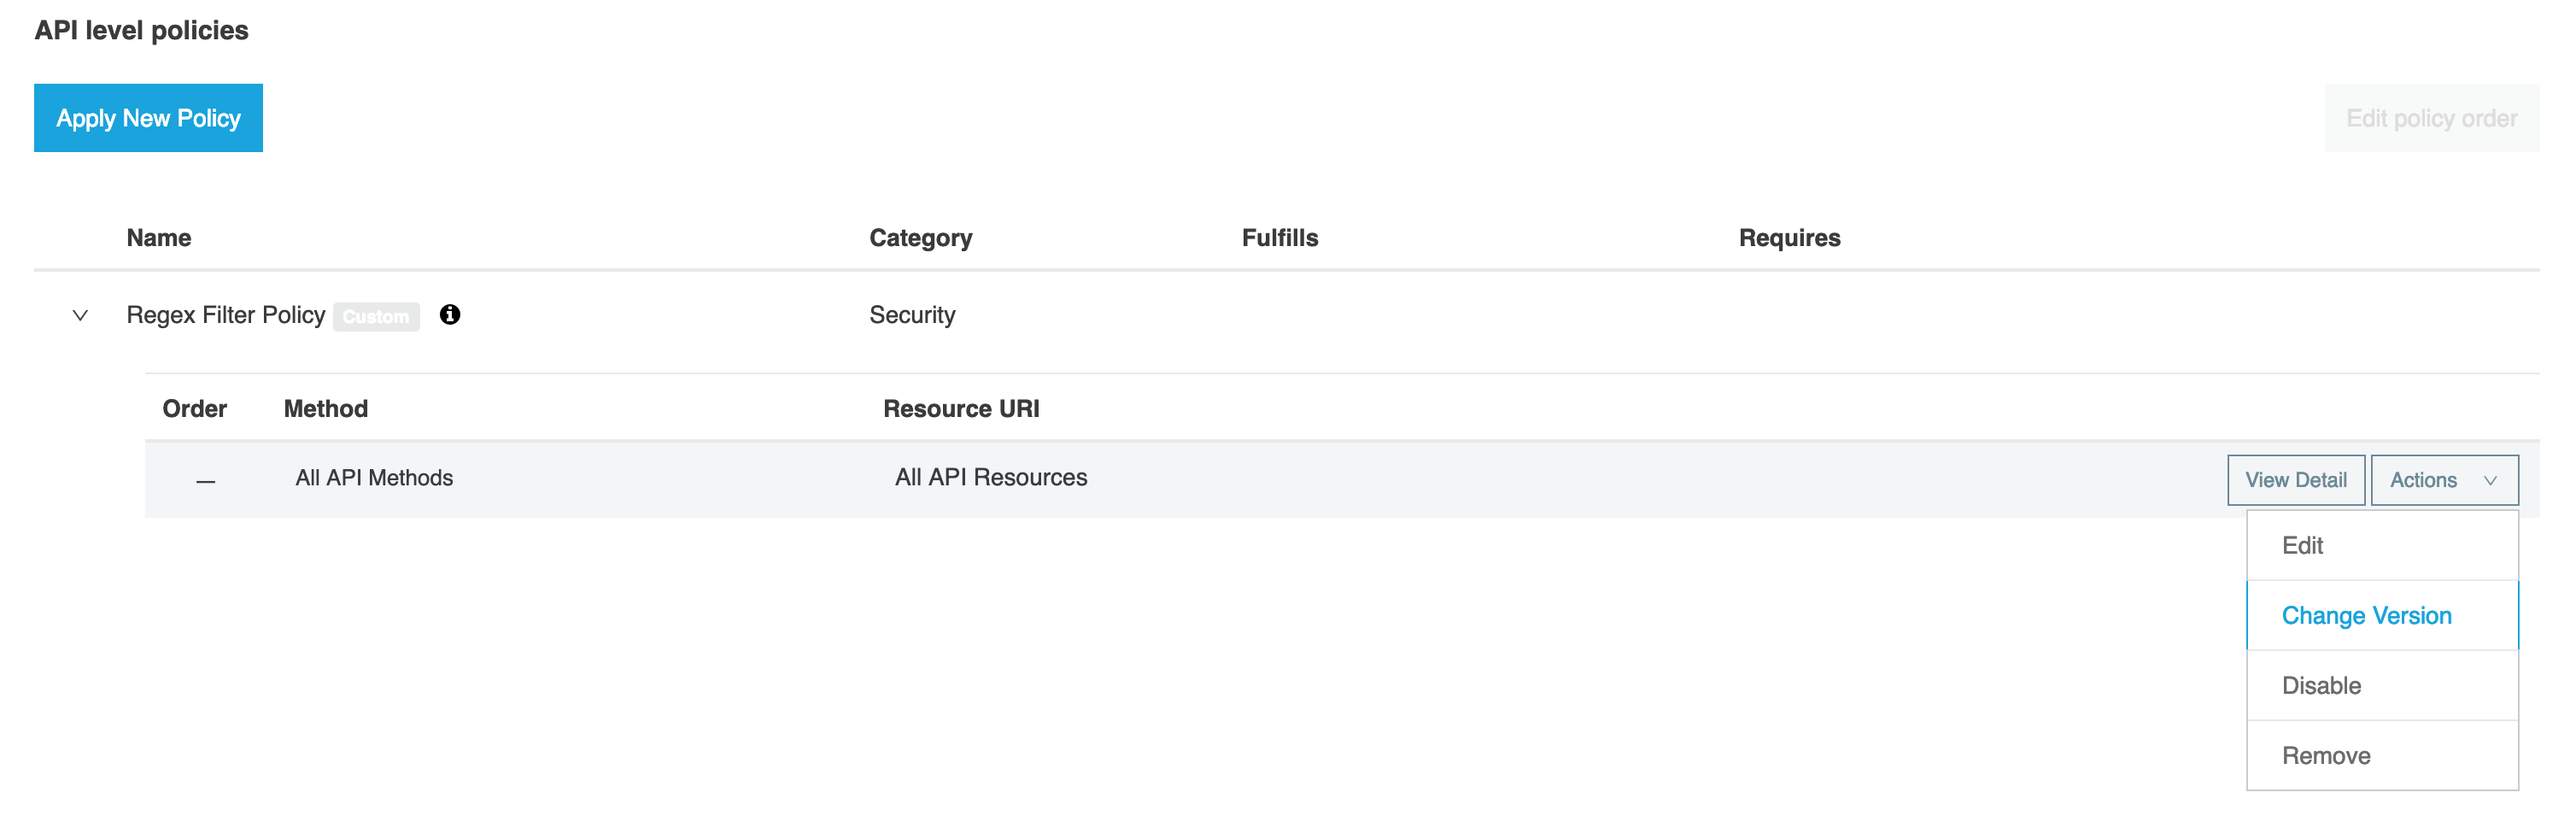 API level policies
Apply New Policy
Edit policy order
Name Category Fulfills Requires
Regex Filter Policy Custom Security
Order Method Resource URI
— All API Methods All API Resources View Detail Actions
Edit
Change Version
Disable
Remove